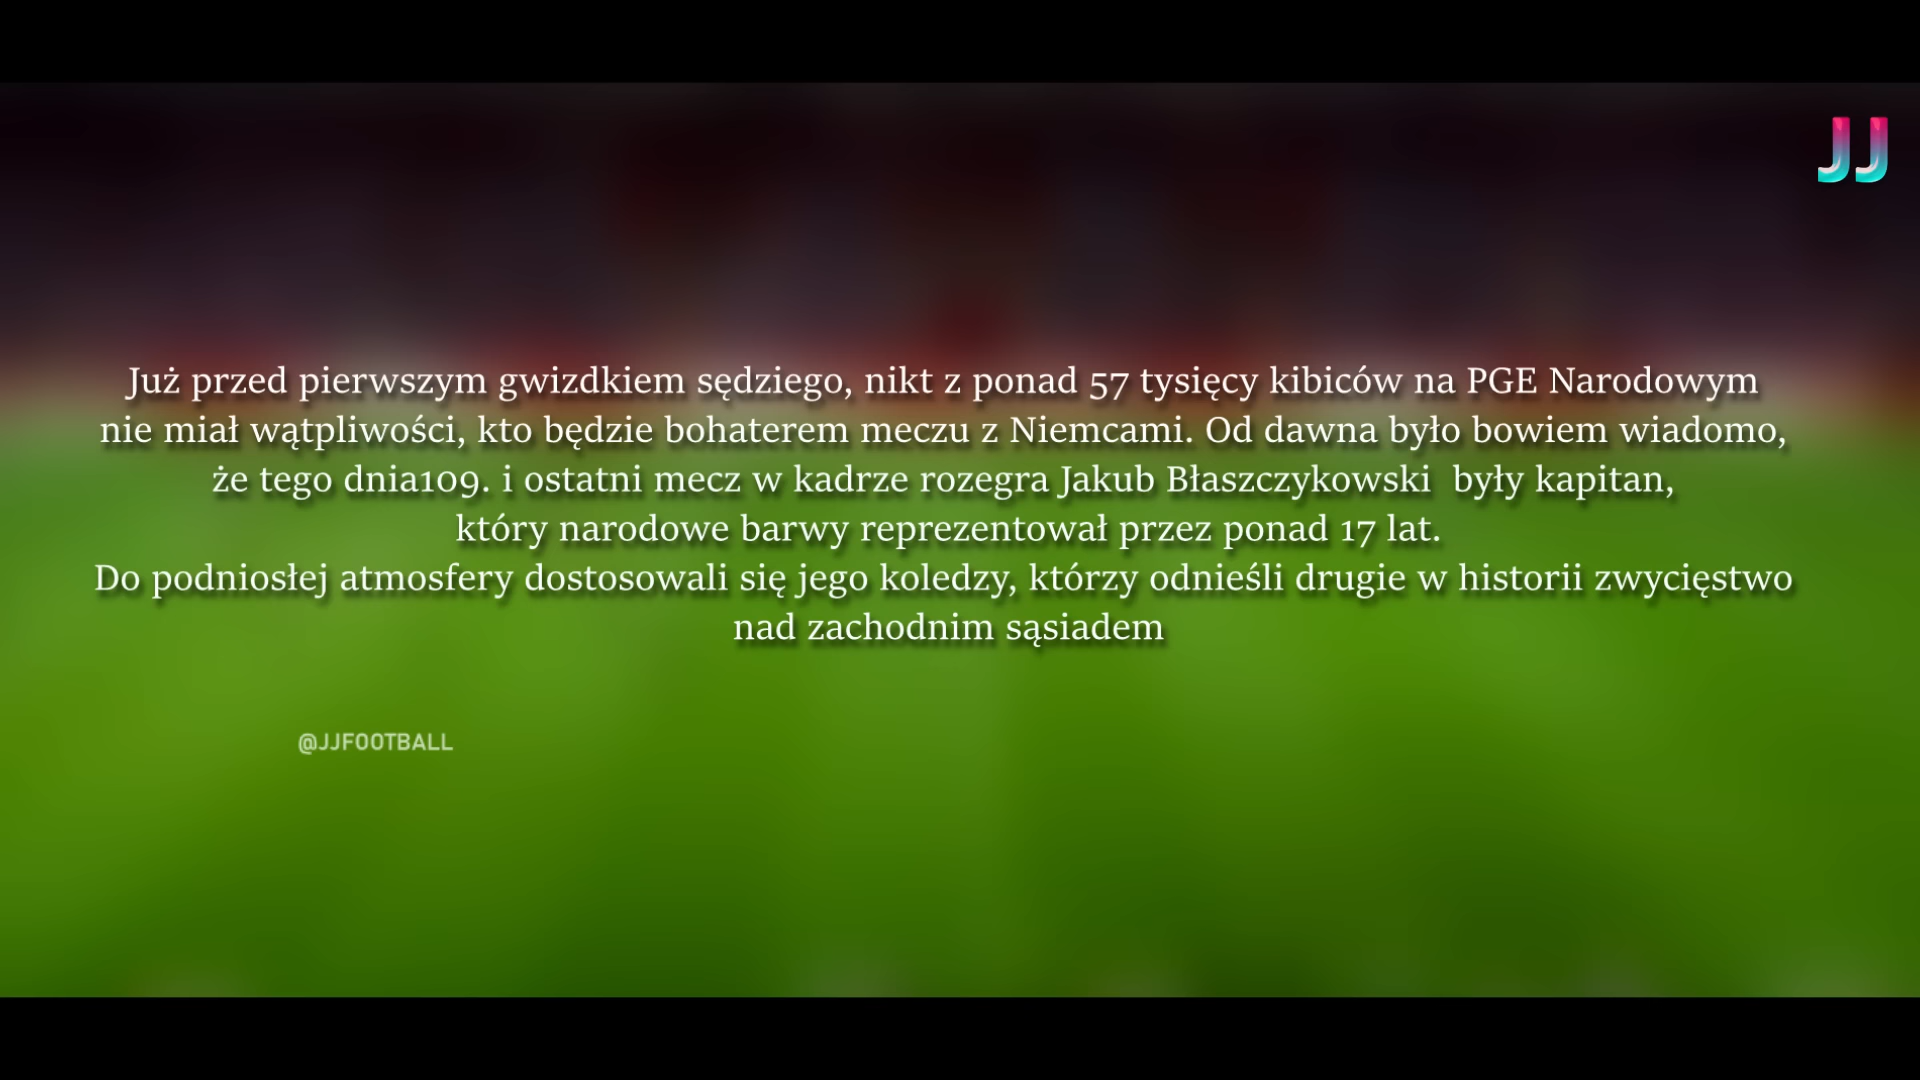 JJ
Już przed pierwszym gwizdkiem sędziego, nikt z ponad 57 tysięcy kibiców na PGE Narodowym
nie miał wątpliwości, kto będzie bohaterem meczu z Niemcami. Od dawna było bowiem wiadomo,
że tego dnia109. i ostatni mecz w kadrze rozegra Jakub Błaszczykowski  były kapitan,
który narodowe barwy reprezentował przez ponad 17 lat.
Do podniosłej atmosfery dostosowali się jego koledzy, którzy odnieśli drugie w historii zwycięstwo
nad zachodnim sąsiadem
@JJFOOTBALL